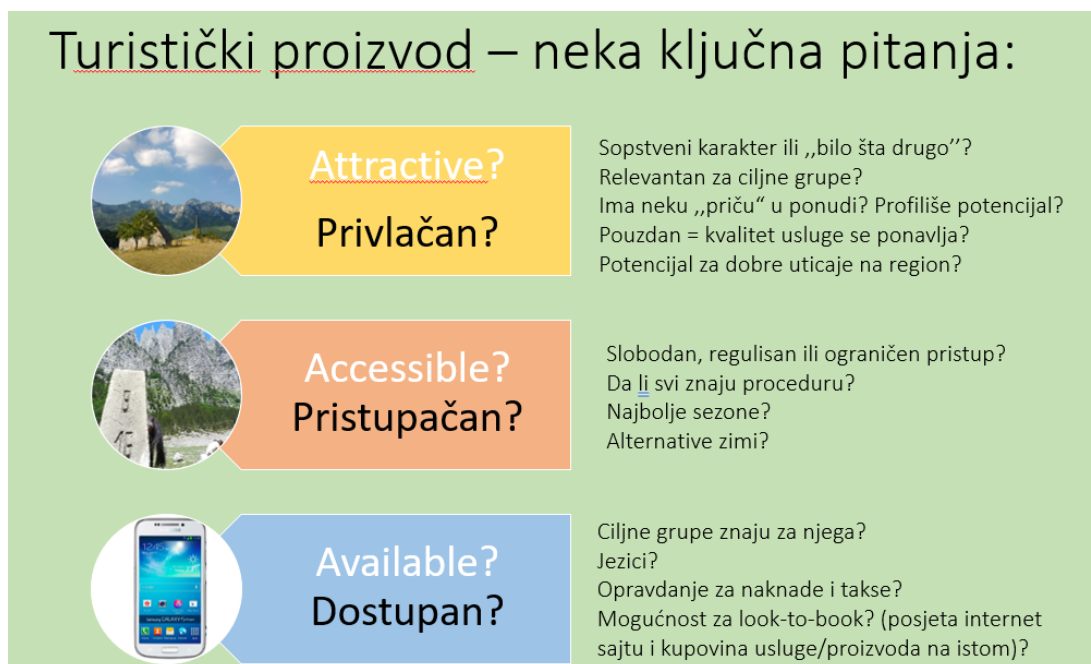 Turistički proizvod – neka ključna pitanja:
Attractive?
Privlačan?
Sopstveni karakter ili ,,bilo šta drugo’’?
Relevantan za ciljne grupe?
Ima neku ,,priču“ u ponudi? Profiliše potencijal?
Pouzdan = kvalitet usluge se ponavlja?
Potencijal za dobre uticaje na region?
Accessible?
Pristupačan?
Slobodan, regulisan ili ograničen pristup?
Da li svi znaju proceduru?
Najbolje sezone?
Alternative zimi?
Available?
Dostupan?
Ciljne grupe znaju za njega?
Jezici?
Opravdanje za naknade i takse?
Mogućnost za look-to-book? (posjeta internet
sajtu i kupovina usluge/proizvoda na istom)?